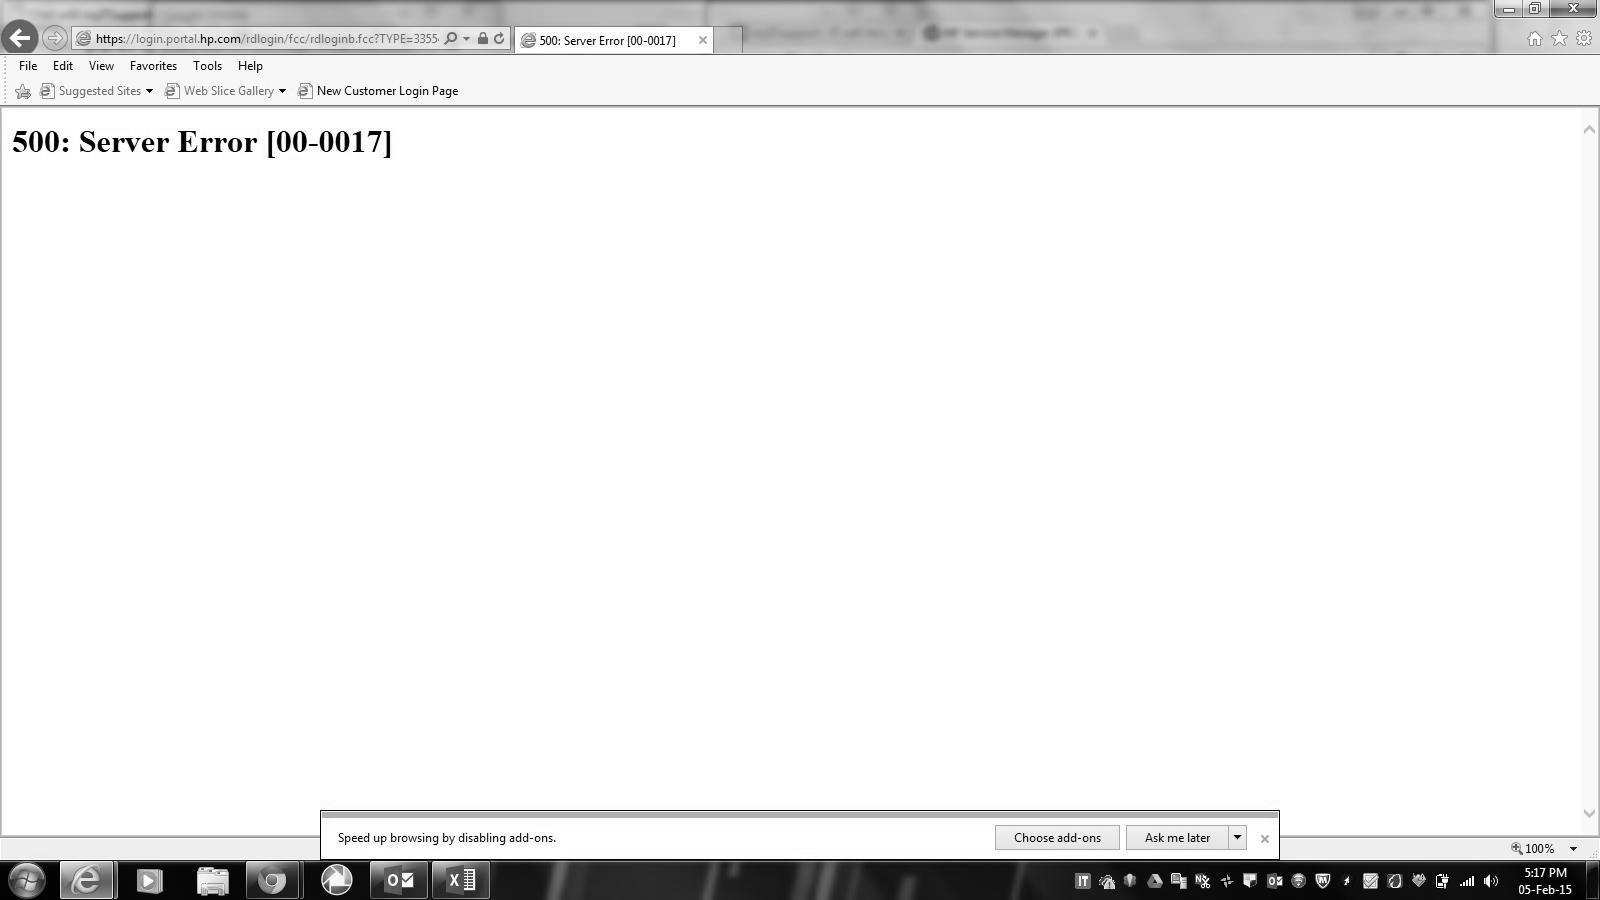 https://login.portal.hp.com/rdlogin/fcc/rdloginb.fcc?TYPE=3355
500: Server Error [00-0017]
File Edit View Favorites Tools Help
Suggested Sites Web Slice Gallery New Customer Login Page
500: Server Error [00-0017]
Speed up browsing by disabling add-ons. Choose add-ons Ask me later
100%
5:17 PM
05-Feb-15